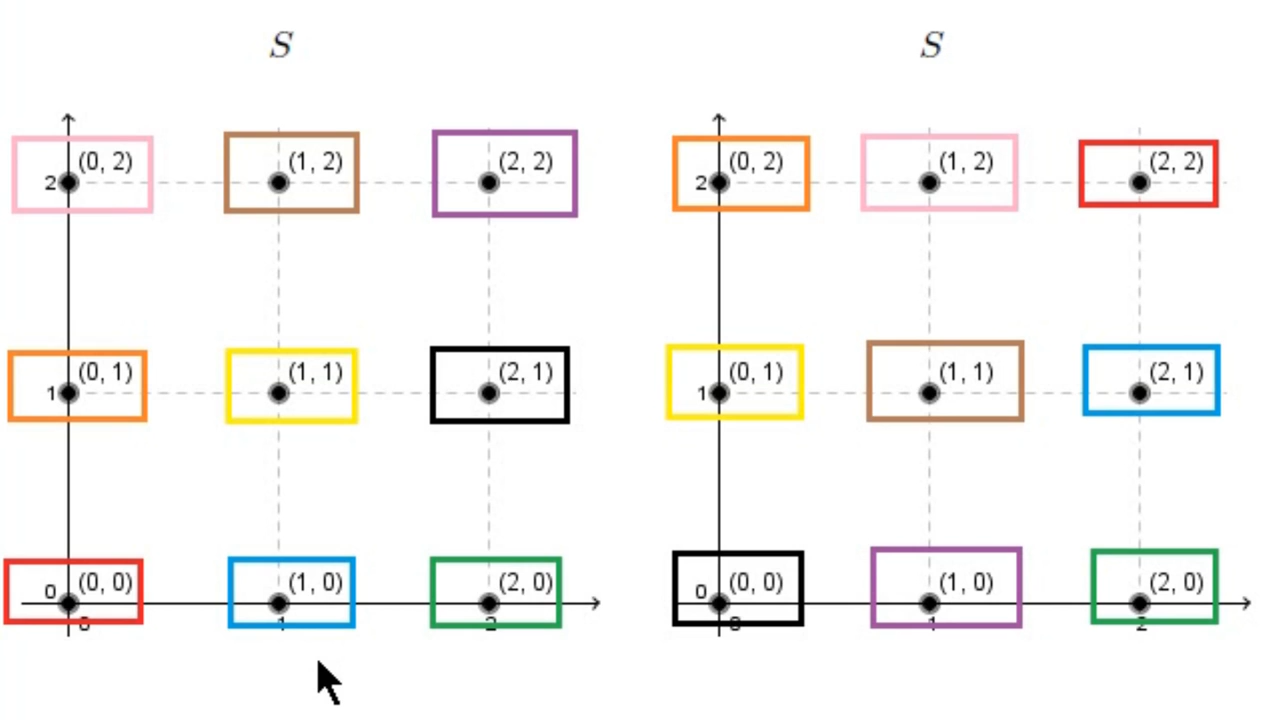 S S
(0, 2) (1, 2) (2, 2) (0, 2) (1, 2) (2, 2)
2 2
(0, 1) (1, 1) (2, 1) (0, 1) (1, 1) (2, 1)
1 1
(0, 0) (1, 0) (2, 0) (0, 0) (1, 0) (2, 0)
0 0
0 1 2 0 1 2